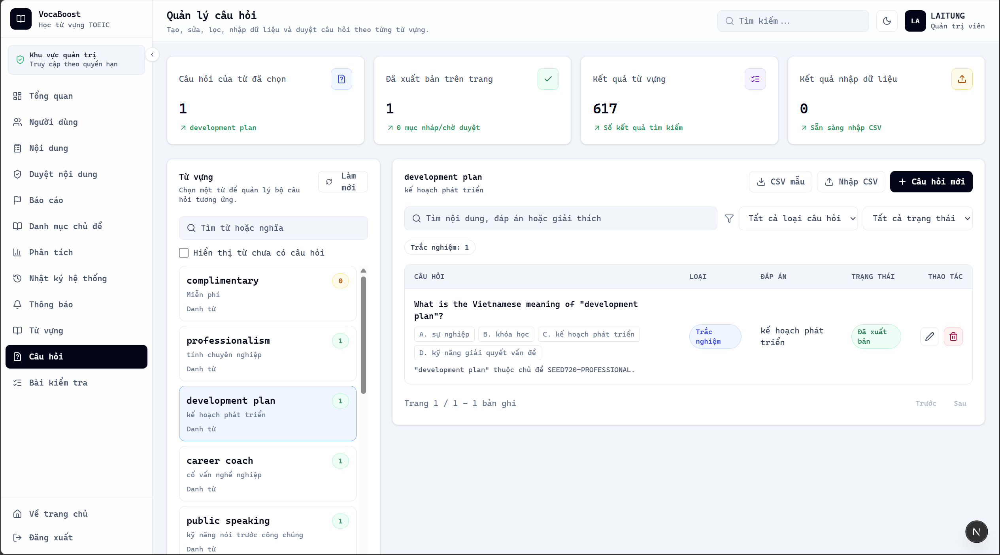 VocaBoost
Học từ vựng TOEIC
Khu vực quản trị
Truy cập theo quyền hạn
Tổng quan
Người dùng
Nội dung
Duyệt nội dung
Báo cáo
Danh mục chủ đề
Phân tích
Nhật ký hệ thống
Thông báo
Từ vựng
Câu hỏi
Bài kiểm tra
Về trang chủ
Đăng xuất
Quản lý câu hỏi
Tạo, sửa, lọc, nhập dữ liệu và duyệt câu hỏi theo từng từ vựng.
Tìm kiếm...
LA
LAITUNG
Quản trị viên
Câu hỏi của từ đã chọn
1
development plan
Đã xuất bản trên trang
1
0 mục nháp/chờ duyệt
Kết quả từ vựng
617
Số kết quả tìm kiếm
Kết quả nhập dữ liệu
0
Sẵn sàng nhập CSV
Từ vựng
Chọn một từ để quản lý bộ câu
hỏi tương ứng.
Làm
mới
Tìm từ hoặc nghĩa
Hiển thị từ chưa có câu hỏi
complimentary
0
Miễn phí
Danh từ
professionalism
1
tính chuyên nghiệp
Danh từ
development plan
1
kế hoạch phát triển
Danh từ
career coach
1
cố vấn nghề nghiệp
Danh từ
public speaking
1
kỹ năng nói trước công chúng
Danh từ
development plan
kế hoạch phát triển
CSV mẫu
Nhập CSV
Câu hỏi mới
Tìm nội dung, đáp án hoặc giải thích
Tất cả loại câu hỏi
Tất cả trạng thái
Trắc nghiệm: 1
CÂU HỎI
LOẠI
ĐÁP ÁN
TRẠNG THÁI
THAO TÁC
What is the Vietnamese meaning of "development
plan"?
A. sự nghiệp
B. khóa học
C. kế hoạch phát triển
D. kỹ năng giải quyết vấn đề
"development plan" thuộc chủ đề SEED720-PROFESSIONAL.
Trắc
nghiệm
kế hoạch phát
triển
Đã xuất
bản
Trang 1 / 1 - 1 bản ghi
Trước
Sau
N